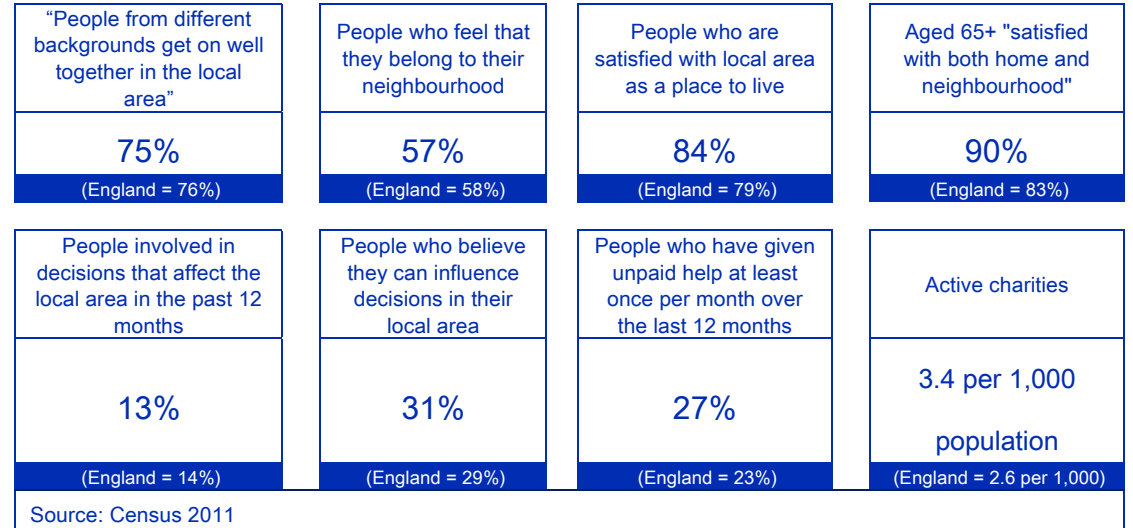 “People from different
backgrounds get on well
together in the local
area”
75%
(England = 76%)
People who feel that
they belong to their
neighbourhood
57%
(England = 58%)
People who are
satisfied with local area
as a place to live
84%
(England = 79%)
Aged 65+ "satisfied
with both home and
neighbourhood"
90%
(England = 83%)
People involved in
decisions that affect the
local area in the past 12
months
13%
(England = 14%)
People who believe
they can influence
decisions in their
local area
31%
(England = 29%)
People who have given
unpaid help at least
once per month over
the last 12 months
27%
(England = 23%)
Active charities
3.4 per 1,000
population
(England = 2.6 per 1,000)
Source: Census 2011